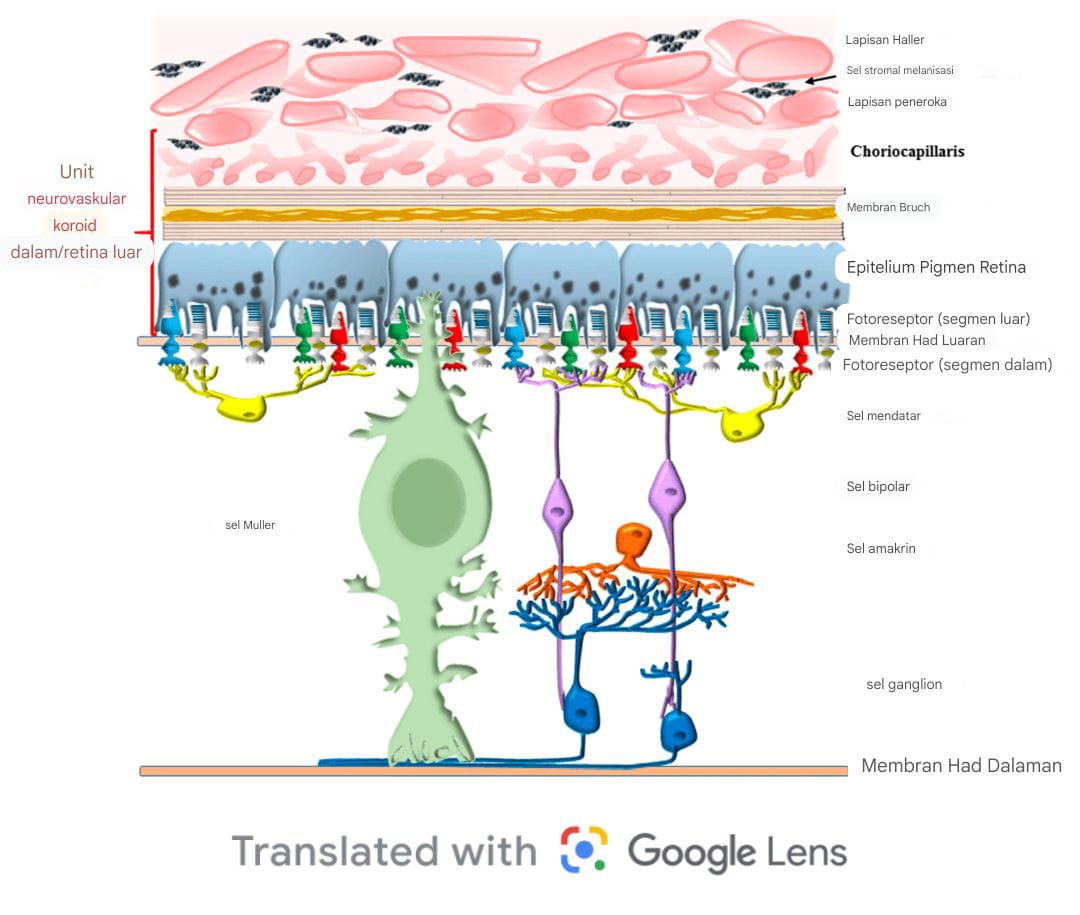 Lapisan Haller
Sel stromal melanisasi
Lapisan peneroka
Choriocapillaris
Unit
neurovaskular
koroid
dalam/retina luar
Membran Bruch
Epitelium Pigmen Retina
Fotoreseptor (segmen luar)
Membran Had Luaran
Fotoreseptor (segmen dalam)
Sel mendatar
Sel bipolar
sel Muller
Sel amakrin
sel ganglion
Membran Had Dalaman
Translated with Google Lens